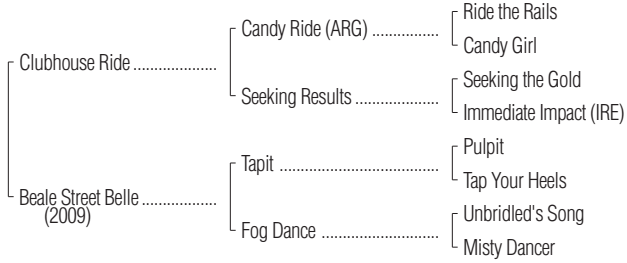 Ride the Rails
Candy Ride (ARG) ................
Candy Girl
Clubhouse Ride ....................
Seeking the Gold
Seeking Results ....................
Immediate Impact (IRE)
Pulpit
Tapit ......................................
Tap Your Heels
Beale Street Belle ..................
(2009)
Unbridled's Song
Fog Dance ............................
Misty Dancer